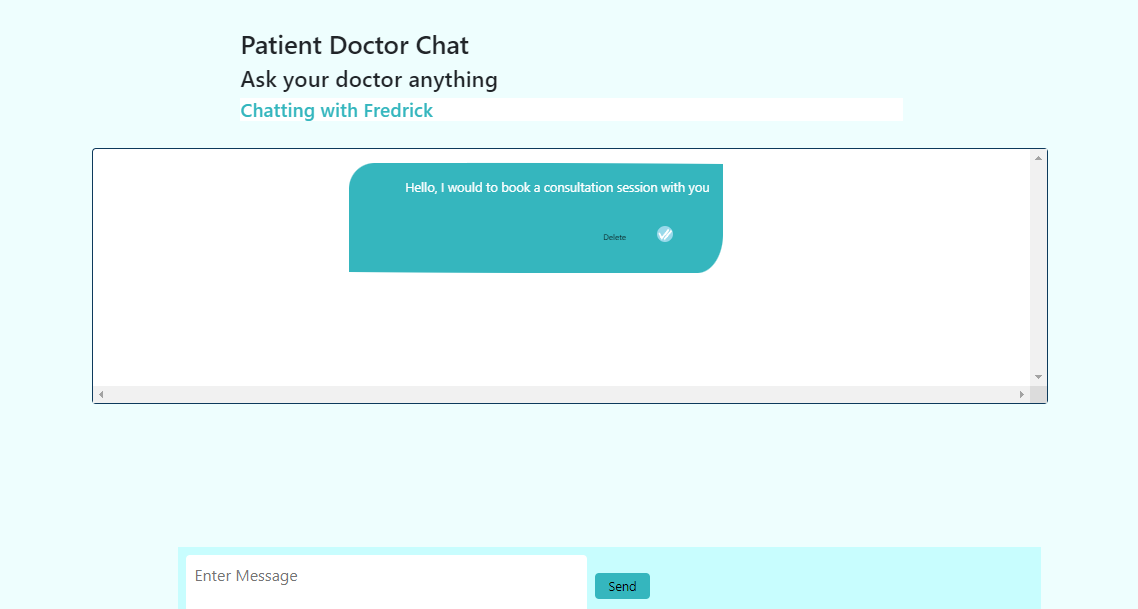 Patient Doctor Chat
Ask your doctor anything
Chatting with Fredrick
Hello, I would to book a consultation session with you
Delete
Enter Message
Send